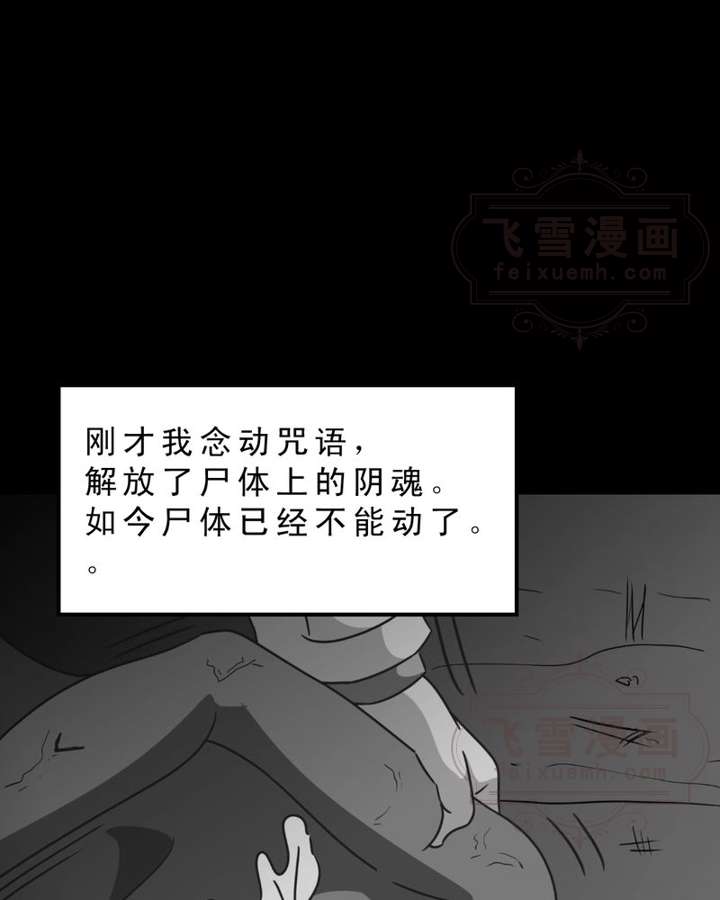 飞雪漫画
feixuemh.com
刚才我念动咒语，
解放了尸体上的阴魂。
如今尸体已经不能动了。
。
飞雪漫画
feixuemh.com